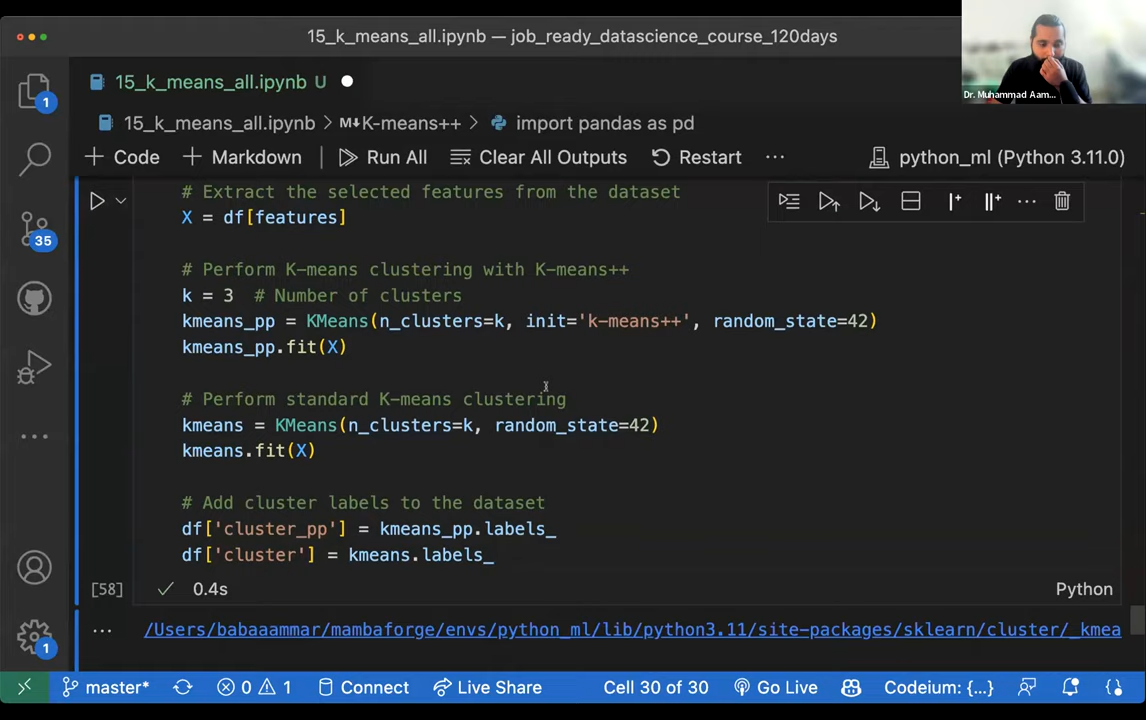 15_k_means_all.ipynb — job_ready_datascience_course_120days
Dr. Muhammad Aam...
15_k_means_all.ipynb U
15_k_means_all.ipynb > M↓K-means++ > import pandas as pd
+ Code + Markdown Run All Clear All Outputs Restart ... python_ml (Python 3.11.0)
# Extract the selected features from the dataset
X = df[features]
# Perform K-means clustering with K-means++
k = 3 # Number of clusters
kmeans_pp = KMeans(n_clusters=k, init='k-means++', random_state=42)
kmeans_pp.fit(X)
# Perform standard K-means clustering
kmeans = KMeans(n_clusters=k, random_state=42)
kmeans.fit(X)
# Add cluster labels to the dataset
df['cluster_pp'] = kmeans_pp.labels_
df['cluster'] = kmeans.labels_
[58] ✓ 0.4s Python
... /Users/babaaammar/mambaforge/envs/python_ml/lib/python3.11/site-packages/sklearn/cluster/_kmea
1
35
1
master* 0 1 Connect Live Share Cell 30 of 30 Go Live Codeium: {...}